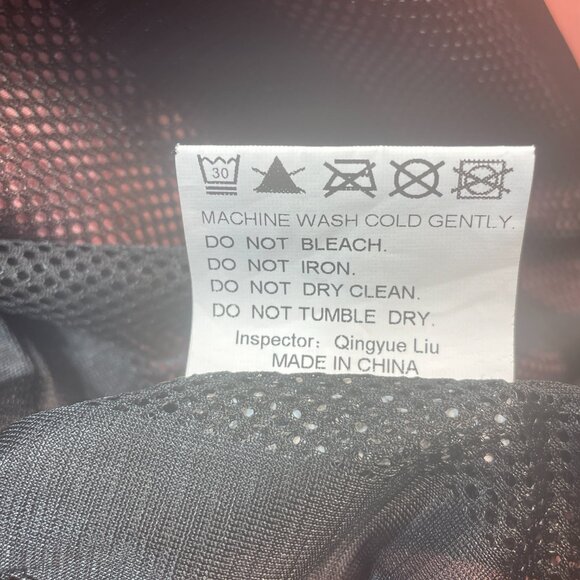 30
MACHINE WASH COLD GENTLY.
DO NOT BLEACH.
DO NOT IRON.
DO NOT DRY CLEAN.
DO NOT TUMBLE DRY.
Inspector: Qingyue Liu
MADE IN CHINA